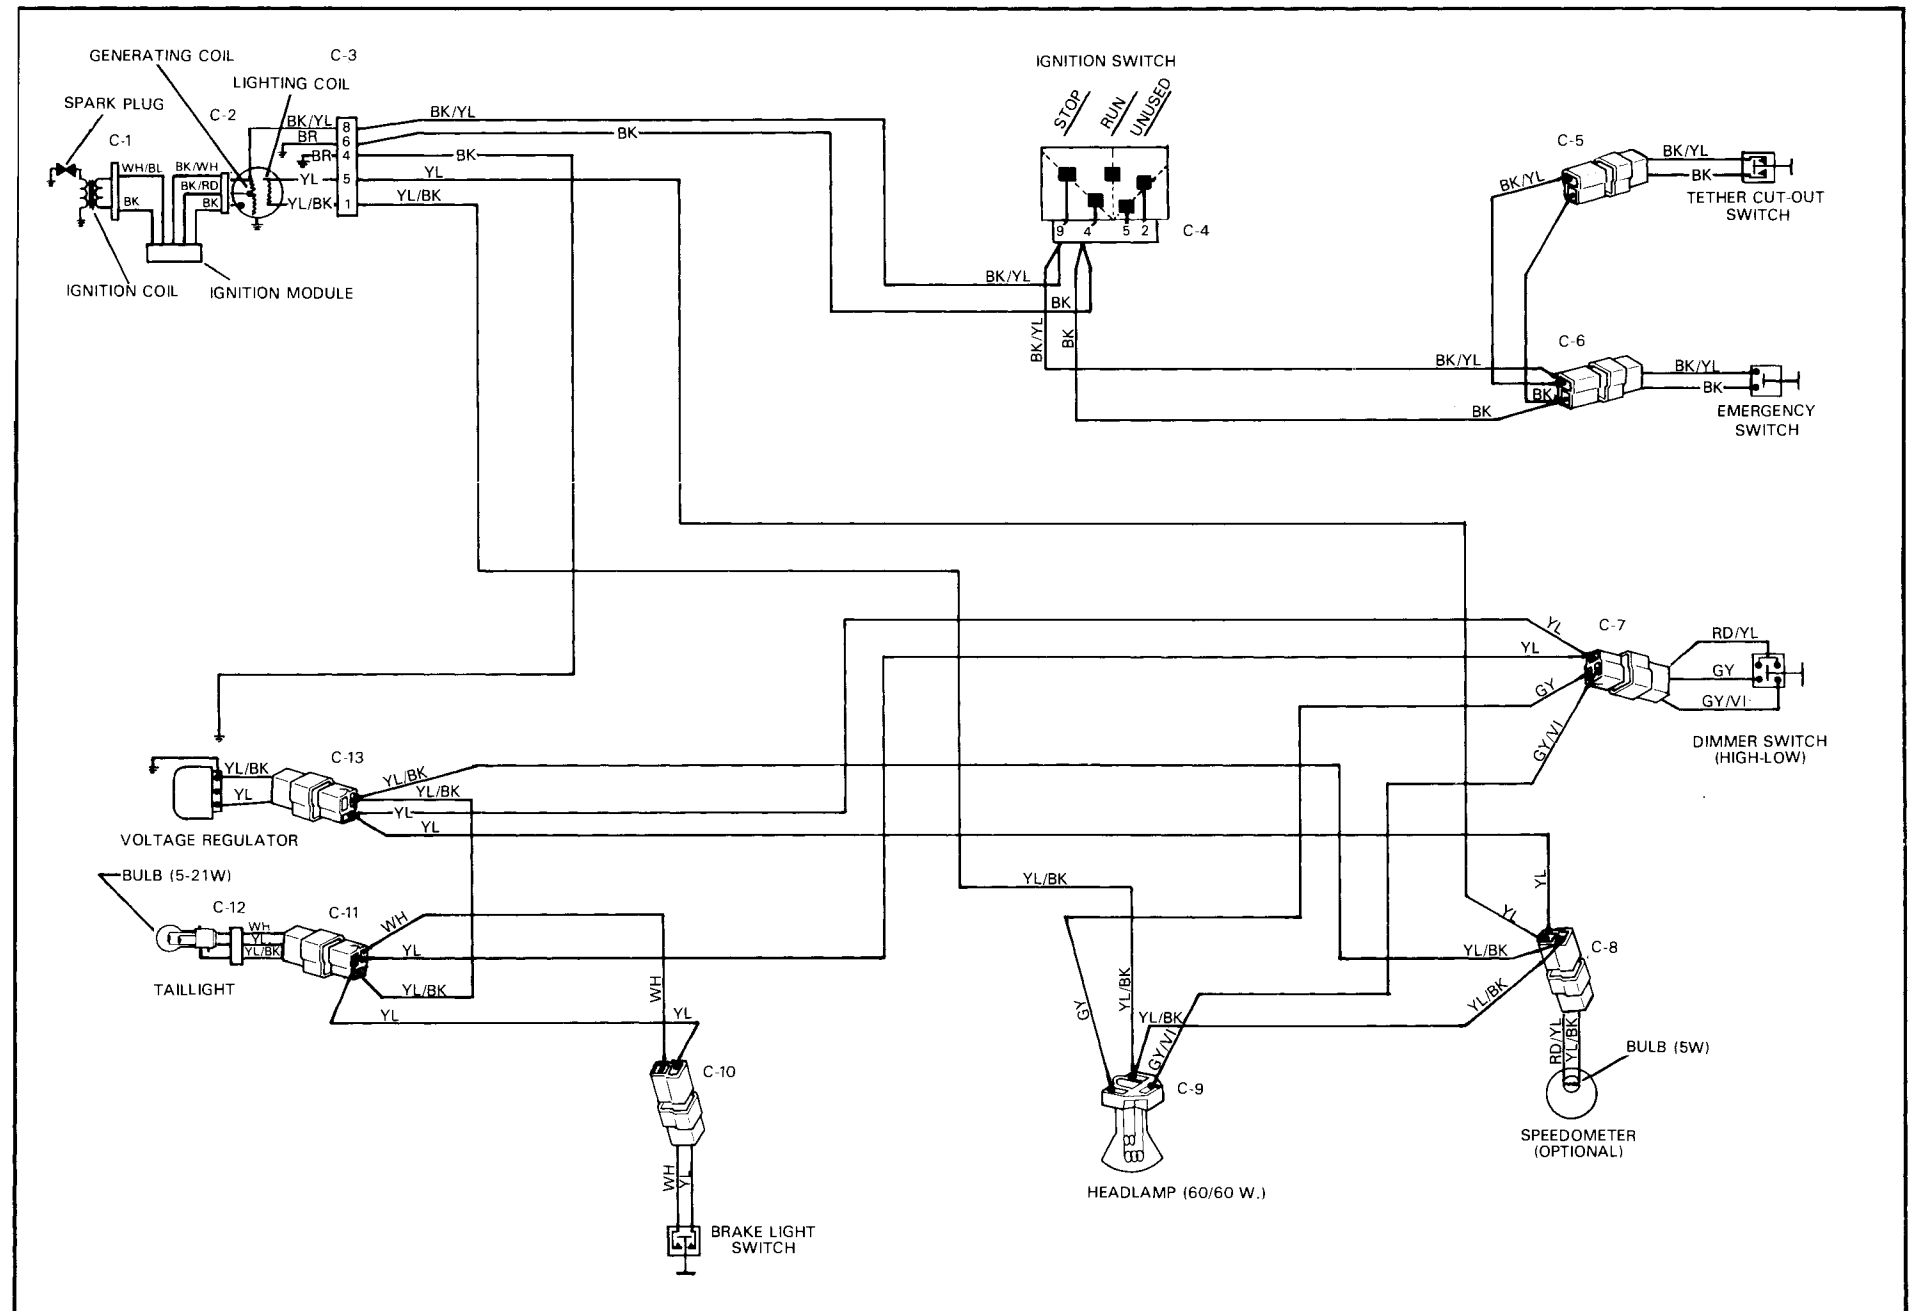 GENERATING COIL
C-3
LIGHTING COIL
SPARK PLUG
C-2
C-1
WH/BL
BK
BK/WH
BK/RD
BK
BK/YL
BR
BR
YL
YL/BK
8
6
4
5
1
BK/YL
BK
BK
YL
YL/BK
IGNITION COIL
IGNITION MODULE
IGNITION SWITCH
STOP
RUN
UNUSED
9 4 5 2
C-4
BK/YL
BK
BK/YL
BK
C-5
BK/YL
BK/YL
BK
TETHER CUT-OUT
SWITCH
C-6
BK/YL
BK
BK
BK/YL
BK
EMERGENCY
SWITCH
C-7
YL
YL
GY
GY/VI
RD/YL
GY
GY/VI
DIMMER SWITCH
(HIGH-LOW)
C-13
YL/BK
YL
YL/BK
YL/BK
YL
YL
VOLTAGE REGULATOR
BULB (5-21W)
C-12
C-11
WH
YL
YL/BK
WH
YL
YL/BK
YL
YL
TAILLIGHT
WH
C-10
WH
YL
BRAKE LIGHT
SWITCH
YL/BK
GY
YL/BK
YL/BK
GY/VI
C-9
HEADLAMP (60/60 W.)
YL
YL
YL/BK
YL/BK
C-8
RD/YL
YL/BK
BULB (5W)
SPEEDOMETER
(OPTIONAL)